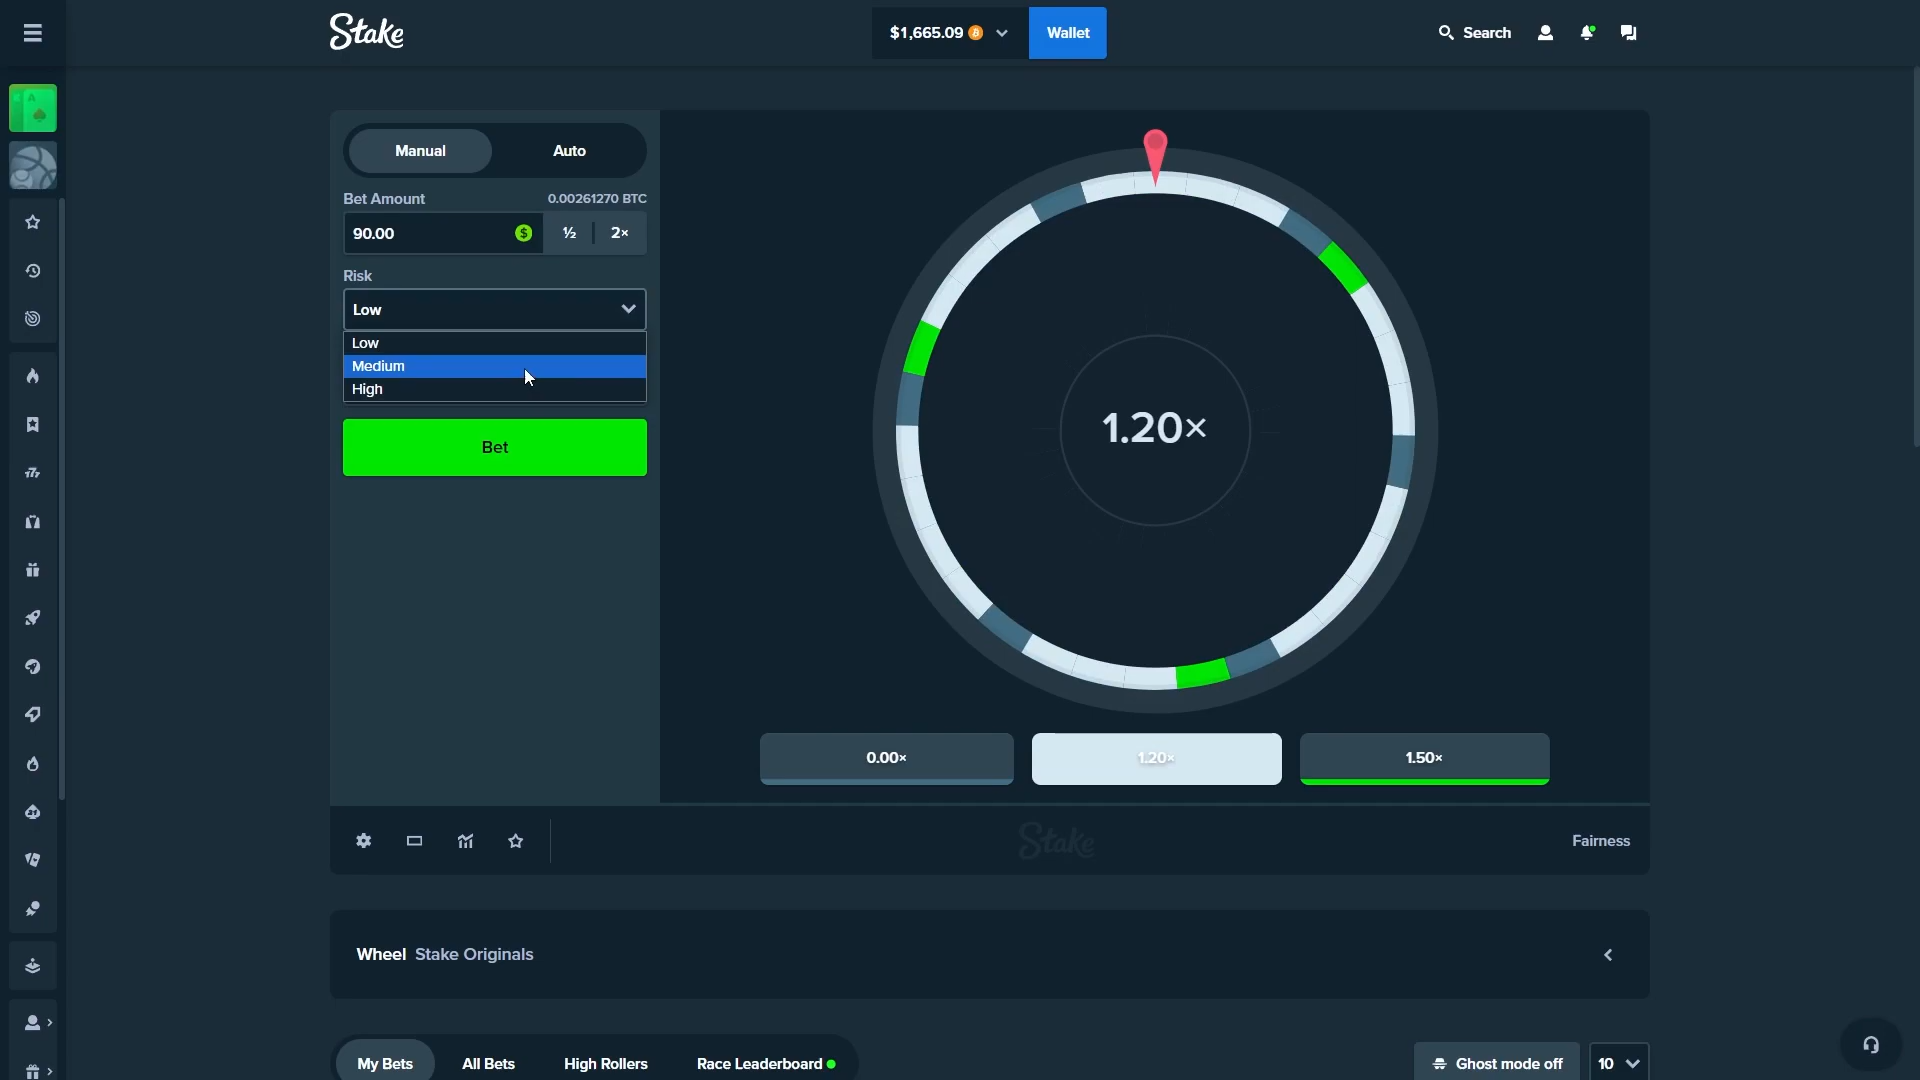 Stake
$1,665.09
Wallet
Search
Manual
Auto
Bet Amount
0.00261270 BTC
90.00
$
½
2×
Risk
Low
Low
Medium
High
Bet
1.20×
0.00×
1.20×
1.50×
Stake
Fairness
Wheel Stake Originals
My Bets
All Bets
High Rollers
Race Leaderboard
Ghost mode off
10